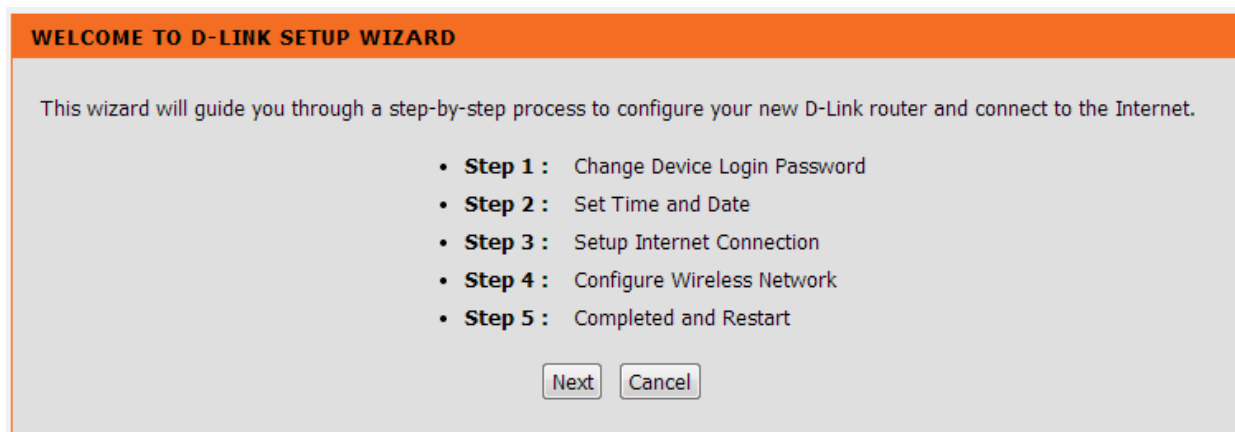 WELCOME TO D-LINK SETUP WIZARD
This wizard will guide you through a step-by-step process to configure your new D-Link router and connect to the Internet.
• Step 1 : Change Device Login Password
• Step 2 : Set Time and Date
• Step 3 : Setup Internet Connection
• Step 4 : Configure Wireless Network
• Step 5 : Completed and Restart
Next Cancel